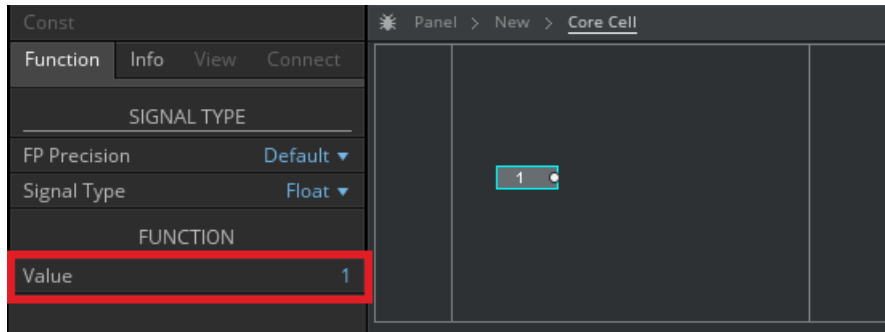 Const
Function Info View Connect
SIGNAL TYPE
FP Precision Default
Signal Type Float
FUNCTION
Value 1
Panel > New > Core Cell
1